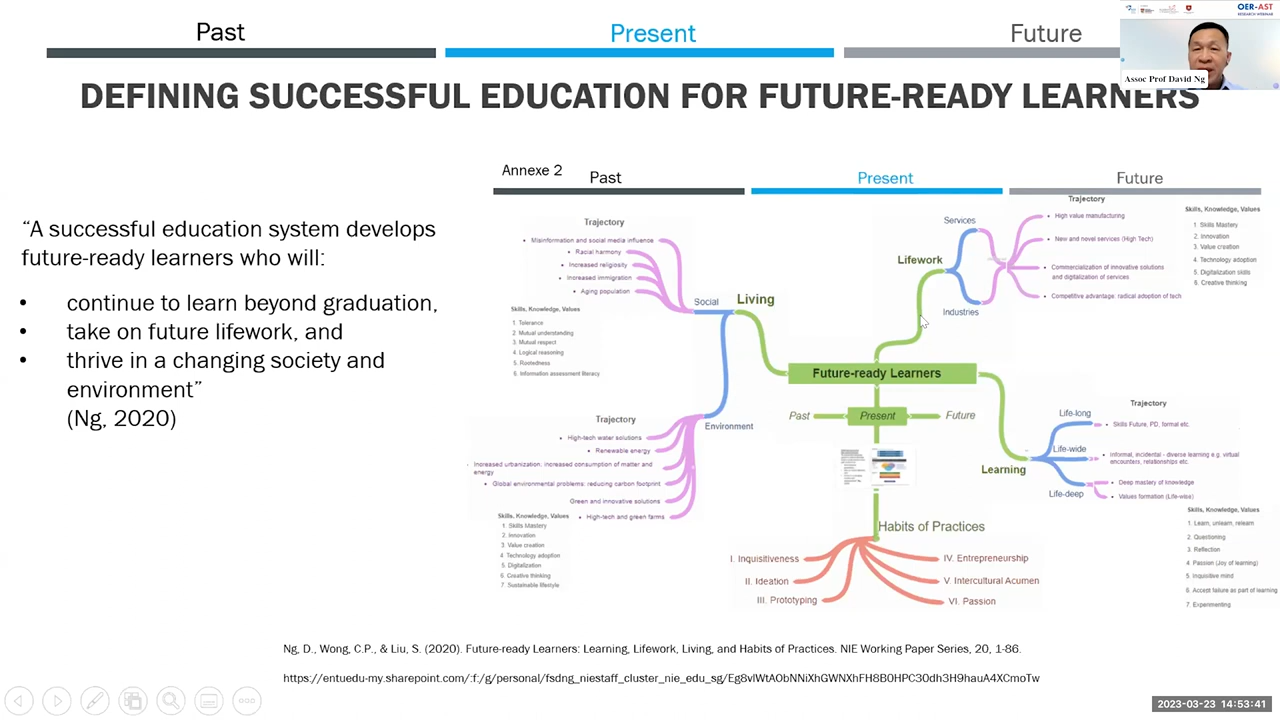 Past
Present
Future
OER-AST
RESEARCH WEBINAR
Assoc Prof David Ng
DEFINING SUCCESSFUL EDUCATION FOR FUTURE-READY LEARNERS
“A successful education system develops
future-ready learners who will:
• continue to learn beyond graduation,
• take on future lifework, and
• thrive in a changing society and
environment”
(Ng, 2020)
Annexe 2
Past
Present
Future
Trajectory
• Misinformation and social media influence
• Racial harmony
• Increased religiosity
• Increased immigration
• Aging population
Social
Living
Skills, Knowledge, Values
1. Tolerance
2. Mutual understanding
3. Mutual respect
4. Logical reasoning
5. Rootedness
6. Information assessment literacy
Trajectory
• High-tech water solutions
• Renewable energy
• Increased urbanization: increased consumption of matter and
energy
• Global environmental problems: reducing carbon footprint
Green and innovative solutions
• High-tech and green farms
Environment
Skills, Knowledge, Values
1. Skills Mastery
2. Innovation
3. Value creation
4. Technology adoption
5. Digitalization
6. Creative thinking
7. Sustainable lifestyle
Services
Lifework
Industries
Trajectory
• High value manufacturing
• New and novel services (High Tech)
• Commercialization of innovative solutions
and digitalization of services
• Competitive advantage: radical adoption of tech
Skills, Knowledge, Values
1. Skills Mastery
2. Innovation
3. Value creation
4. Technology adoption
5. Digitization skills
6. Creative thinking
Future-ready Learners
Past
Present
Future
Learning
Life-long
Life-wide
Life-deep
Trajectory
• Skills Future, PD, formal etc.
• Informal, incidental - diverse learning e.g. virtual
encounters, relationships etc.
• Deep mastery of knowledge
• Values formation (Life-wise)
Skills, Knowledge, Values
1. Learn, unlearn, relearn
2. Questioning
3. Reflection
4. Passion (Joy of learning)
5. Inquisitive mind
6. Accept failure as part of learning
7. Experimenting
Habits of Practices
I. Inquisitiveness
II. Ideation
III. Prototyping
IV. Entrepreneurship
V. Intercultural Acumen
VI. Passion
Ng, D., Wong, C.P., & Liu, S. (2020). Future-ready Learners: Learning, Lifework, Living, and Habits of Practices. NIE Working Paper Series, 20, 1-86.
https://entuedu-my.sharepoint.com/:f:/g/personal/fsdng_niestaff_cluster_nie_edu_sg/Eg8vlWtAObNNiXhGWNXhFH8B0HPC30dh3H9hauA4XCmoTw
2023-03-23 14:53:41